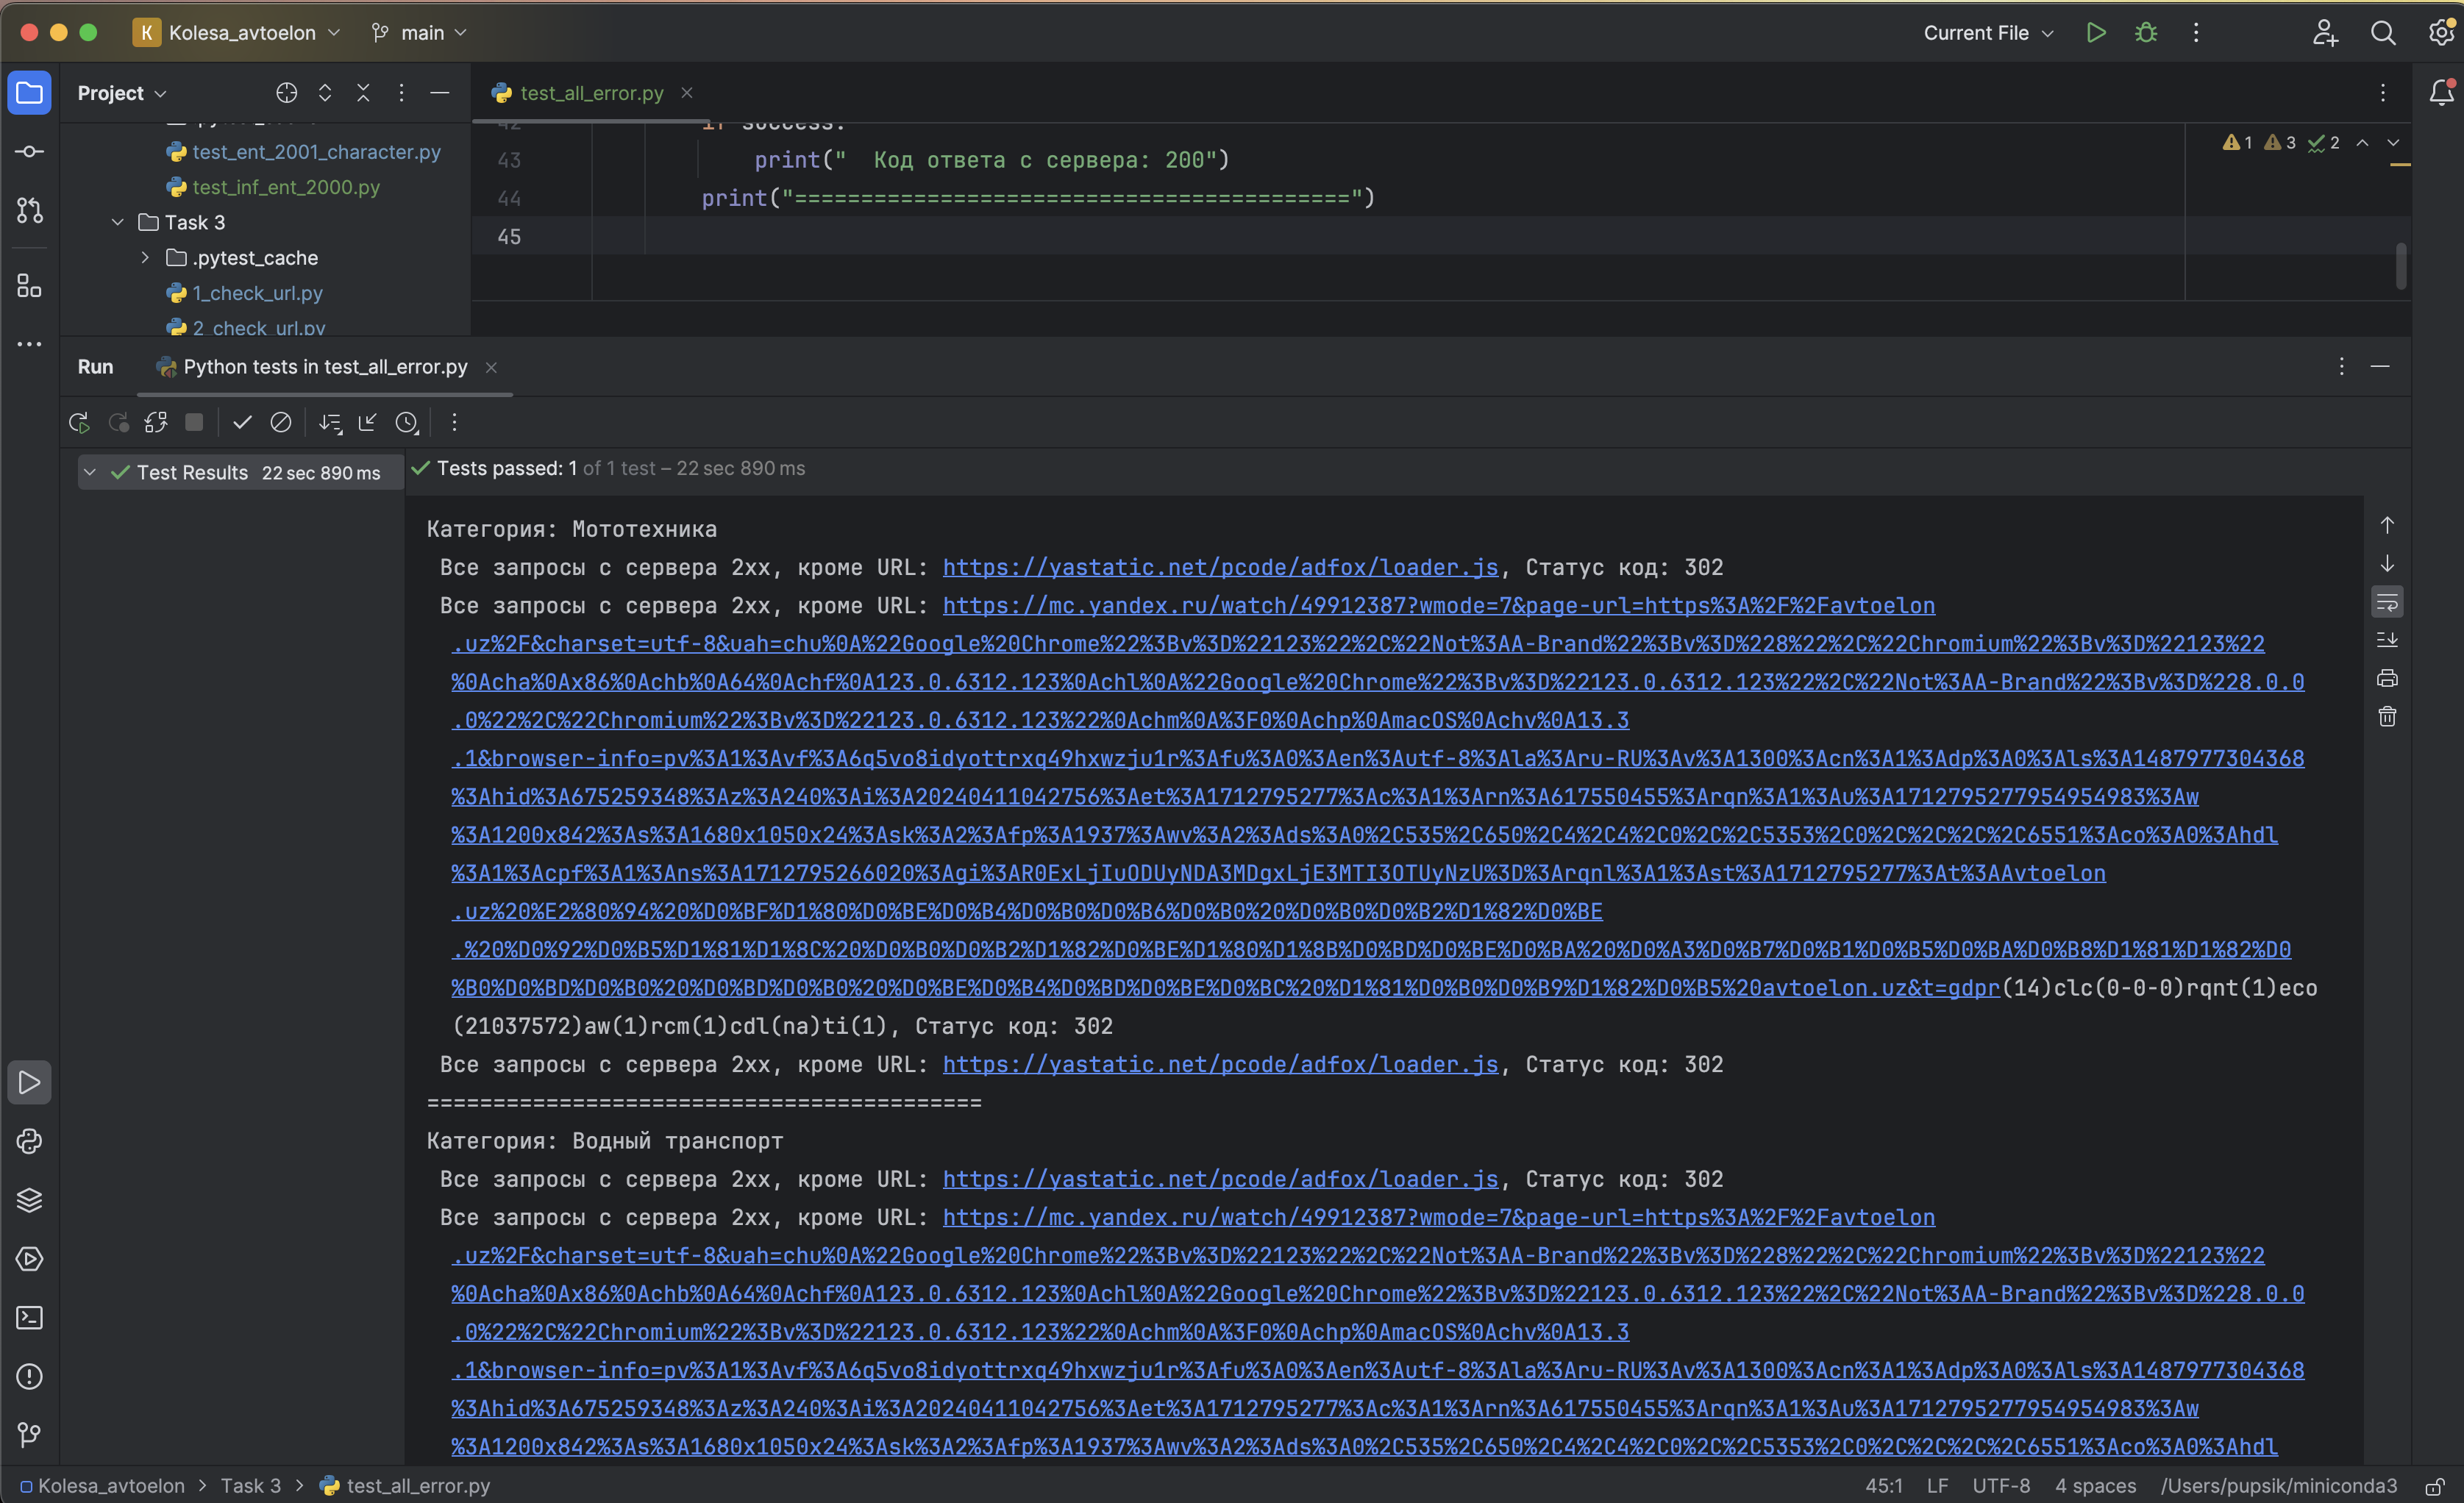 K Kolesa_avtoelon main Current File
Project
test_all_error.py
test_ent_2001_character.py
test_inf_ent_2000.py
Task 3
.pytest_cache
1_check_url.py
2_check_url.py
if success:
43 print("  Код ответа с сервера: 200")
44 print("==========================================")
45
1 3 2
Run Python tests in test_all_error.py
Test Results 22 sec 890 ms
Tests passed: 1 of 1 test – 22 sec 890 ms
Категория: Мототехника
Все запросы с сервера 2xx, кроме URL: https://yastatic.net/pcode/adfox/loader.js, Статус код: 302
Все запросы с сервера 2xx, кроме URL: https://mc.yandex.ru/watch/49912387?wmode=7&page-url=https%3A%2F%2Favtoelon
.uz%2F&charset=utf-8&uah=chu%0A%22Google%20Chrome%22%3Bv%3D%22123%22%2C%22Not%3AA-Brand%22%3Bv%3D%228%22%2C%22Chromium%22%3Bv%3D%22123%22
%0Acha%0Ax86%0Achb%0A64%0Achf%0A123.0.6312.123%0Achl%0A%22Google%20Chrome%22%3Bv%3D%22123.0.6312.123%22%2C%22Not%3AA-Brand%22%3Bv%3D%228.0.0
.0%22%2C%22Chromium%22%3Bv%3D%22123.0.6312.123%22%0Achm%0A%3F0%0Achp%0AmacOS%0Achv%0A13.3
.1&browser-info=pv%3A1%3Avf%3A6q5vo8idyottrxq49hxwzju1r%3Afu%3A0%3Aen%3Autf-8%3Ala%3Aru-RU%3Av%3A1300%3Acn%3A1%3Adp%3A0%3Als%3A1487977304368
%3Ahid%3A675259348%3Az%3A240%3Ai%3A20240411042756%3Aet%3A1712795277%3Ac%3A1%3Arn%3A617550455%3Arqn%3A1%3Au%3A1712795277954954983%3Aw
%3A1200x842%3As%3A1680x1050x24%3Ask%3A2%3Afp%3A1937%3Awv%3A2%3Ads%3A0%2C535%2C650%2C4%2C4%2C0%2C%2C5353%2C0%2C%2C%2C%2C6551%3Aco%3A0%3Ahdl
%3A1%3Acpf%3A1%3Ans%3A1712795266020%3Agi%3AR0ExLjIuODUyNDA3MDgxLjE3MTI3OTUyNzU%3D%3Arqnl%3A1%3Ast%3A1712795277%3At%3AAvtoelon
.uz%20%E2%80%94%20%D0%BF%D1%80%D0%BE%D0%B4%D0%B0%D0%B6%D0%B0%20%D0%B0%D0%B2%D1%82%D0%BE
.%20%D0%92%D0%B5%D1%81%D1%8C%20%D0%B0%D0%B2%D1%82%D0%BE%D1%80%D1%8B%D0%BD%D0%BE%D0%BA%20%D0%A3%D0%B7%D0%B1%D0%B5%D0%BA%D0%B8%D1%81%D1%82%D0
%B0%D0%BD%D0%B0%20%D0%BD%D0%B0%20%D0%BE%D0%B4%D0%BD%D0%BE%D0%BC%20%D1%81%D0%B0%D0%B9%D1%82%D0%B5%20avtoelon.uz&t=gdpr(14)clc(0-0-0)rqnt(1)eco
(21037572)aw(1)rcm(1)cdl(na)ti(1), Статус код: 302
Все запросы с сервера 2xx, кроме URL: https://yastatic.net/pcode/adfox/loader.js, Статус код: 302
==========================================
Категория: Водный транспорт
Все запросы с сервера 2xx, кроме URL: https://yastatic.net/pcode/adfox/loader.js, Статус код: 302
Все запросы с сервера 2xx, кроме URL: https://mc.yandex.ru/watch/49912387?wmode=7&page-url=https%3A%2F%2Favtoelon
.uz%2F&charset=utf-8&uah=chu%0A%22Google%20Chrome%22%3Bv%3D%22123%22%2C%22Not%3AA-Brand%22%3Bv%3D%228%22%2C%22Chromium%22%3Bv%3D%22123%22
%0Acha%0Ax86%0Achb%0A64%0Achf%0A123.0.6312.123%0Achl%0A%22Google%20Chrome%22%3Bv%3D%22123.0.6312.123%22%2C%22Not%3AA-Brand%22%3Bv%3D%228.0.0
.0%22%2C%22Chromium%22%3Bv%3D%22123.0.6312.123%22%0Achm%0A%3F0%0Achp%0AmacOS%0Achv%0A13.3
.1&browser-info=pv%3A1%3Avf%3A6q5vo8idyottrxq49hxwzju1r%3Afu%3A0%3Aen%3Autf-8%3Ala%3Aru-RU%3Av%3A1300%3Acn%3A1%3Adp%3A0%3Als%3A1487977304368
%3Ahid%3A675259348%3Az%3A240%3Ai%3A20240411042756%3Aet%3A1712795277%3Ac%3A1%3Arn%3A617550455%3Arqn%3A1%3Au%3A1712795277954954983%3Aw
%3A1200x842%3As%3A1680x1050x24%3Ask%3A2%3Afp%3A1937%3Awv%3A2%3Ads%3A0%2C535%2C650%2C4%2C4%2C0%2C%2C5353%2C0%2C%2C%2C%2C6551%3Aco%3A0%3Ahdl
Kolesa_avtoelon > Task 3 > test_all_error.py 45:1 LF UTF-8 4 spaces /Users/pupsik/miniconda3